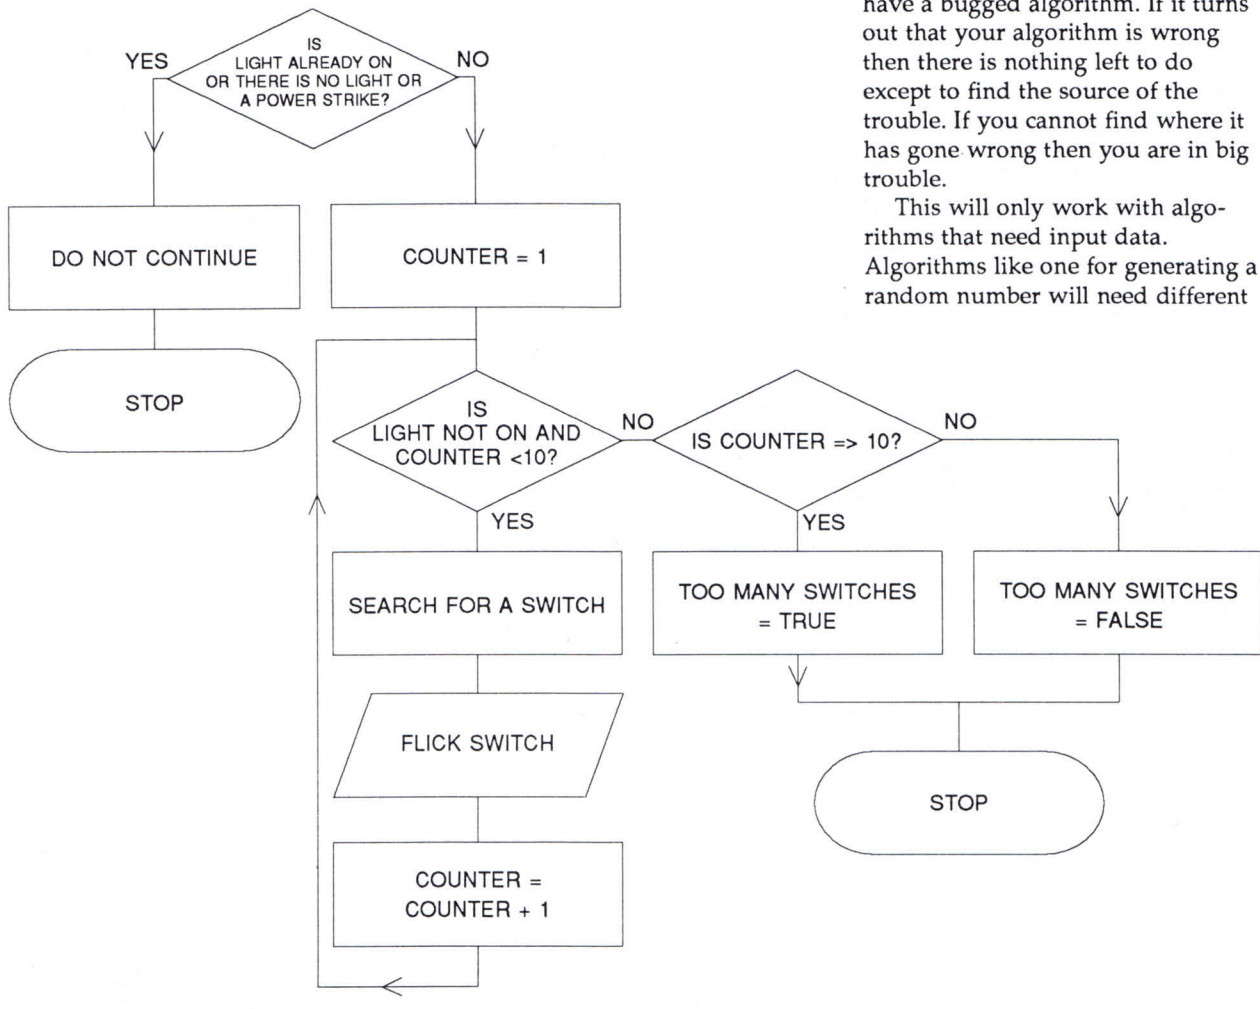 have a bugged algorithm. If it turns
out that your algorithm is wrong
then there is nothing left to do
except to find the source of the
trouble. If you cannot find where it
has gone wrong then you are in big
trouble.
This will only work with algo-
rithms that need input data.
Algorithms like one for generating a
random number will need different
IS
LIGHT ALREADY ON
OR THERE IS NO LIGHT OR
A POWER STRIKE?
YES
NO
DO NOT CONTINUE
STOP
COUNTER = 1
IS
LIGHT NOT ON AND
COUNTER <10?
NO
YES
IS COUNTER => 10?
NO
YES
SEARCH FOR A SWITCH
FLICK SWITCH
COUNTER =
COUNTER + 1
TOO MANY SWITCHES
= TRUE
TOO MANY SWITCHES
= FALSE
STOP